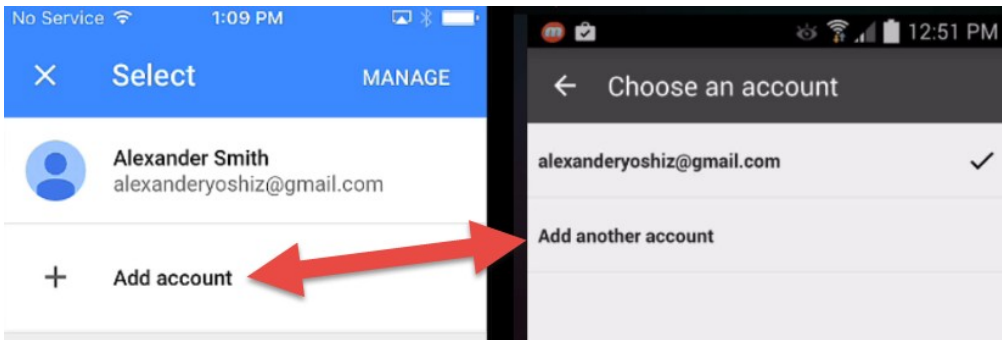 No Service 1:09 PM
Select MANAGE
Alexander Smith
alexanderyoshiz@gmail.com
Add account
m 12:51 PM
Choose an account
alexanderyoshiz@gmail.com
Add another account